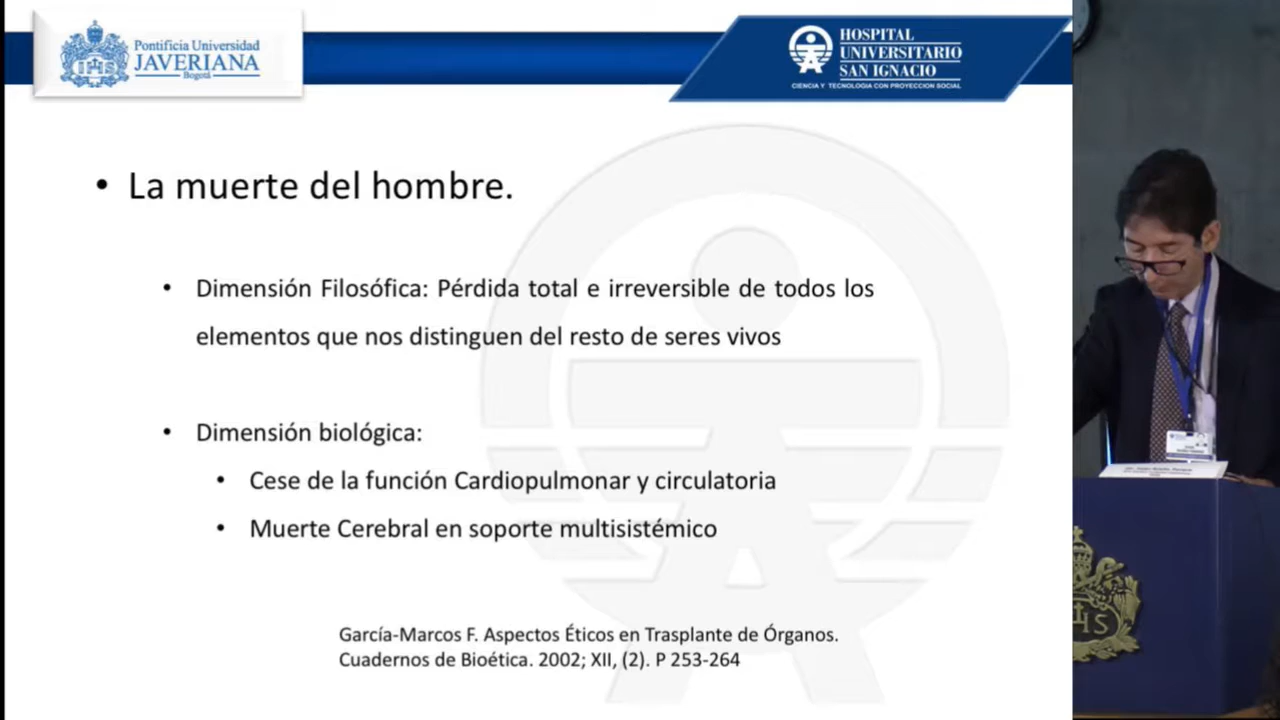 Pontificia Universidad
JAVERIANA
Bogotá
HOSPITAL
UNIVERSITARIO
SAN IGNACIO
CIENCIA Y TECNOLOGIA CON PROYECCION SOCIAL
• La muerte del hombre.
• Dimensión Filosófica: Pérdida total e irreversible de todos los
elementos que nos distinguen del resto de seres vivos
• Dimensión biológica:
• Cese de la función Cardiopulmonar y circulatoria
• Muerte Cerebral en soporte multisistémico
García-Marcos F. Aspectos Éticos en Trasplante de Órganos.
Cuadernos de Bioética. 2002; XII, (2). P 253-264
IHS